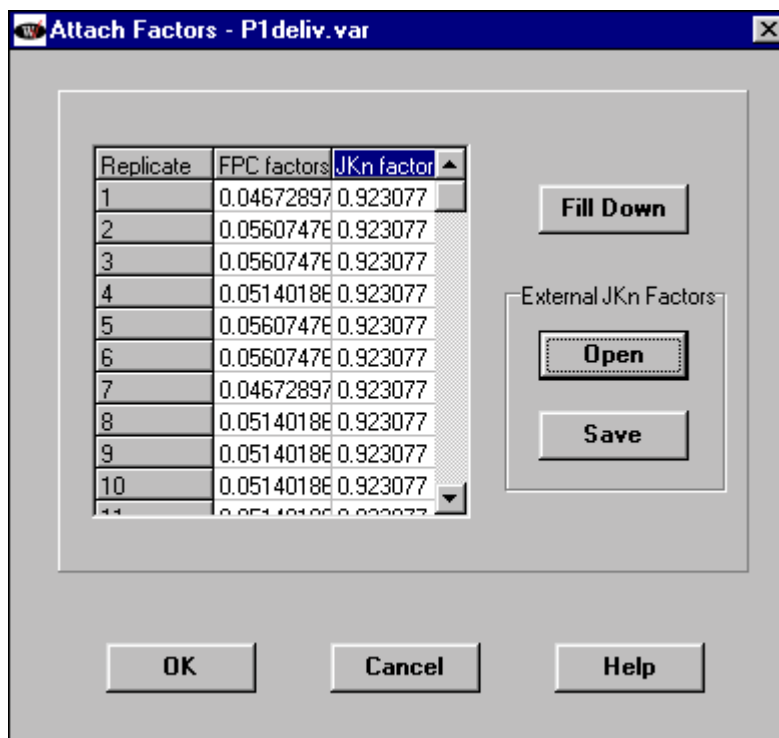 Attach Factors - P1deliv.var
Replicate FPC factors JKn factor
1 0.04672897 0.923077
2 0.0560747 0.923077
3 0.0560747 0.923077
4 0.0514018 0.923077
5 0.0560747 0.923077
6 0.0560747 0.923077
7 0.04672897 0.923077
8 0.0514018 0.923077
9 0.0514018 0.923077
10 0.0514018 0.923077
Fill Down
External JKn Factors
Open
Save
OK Cancel Help